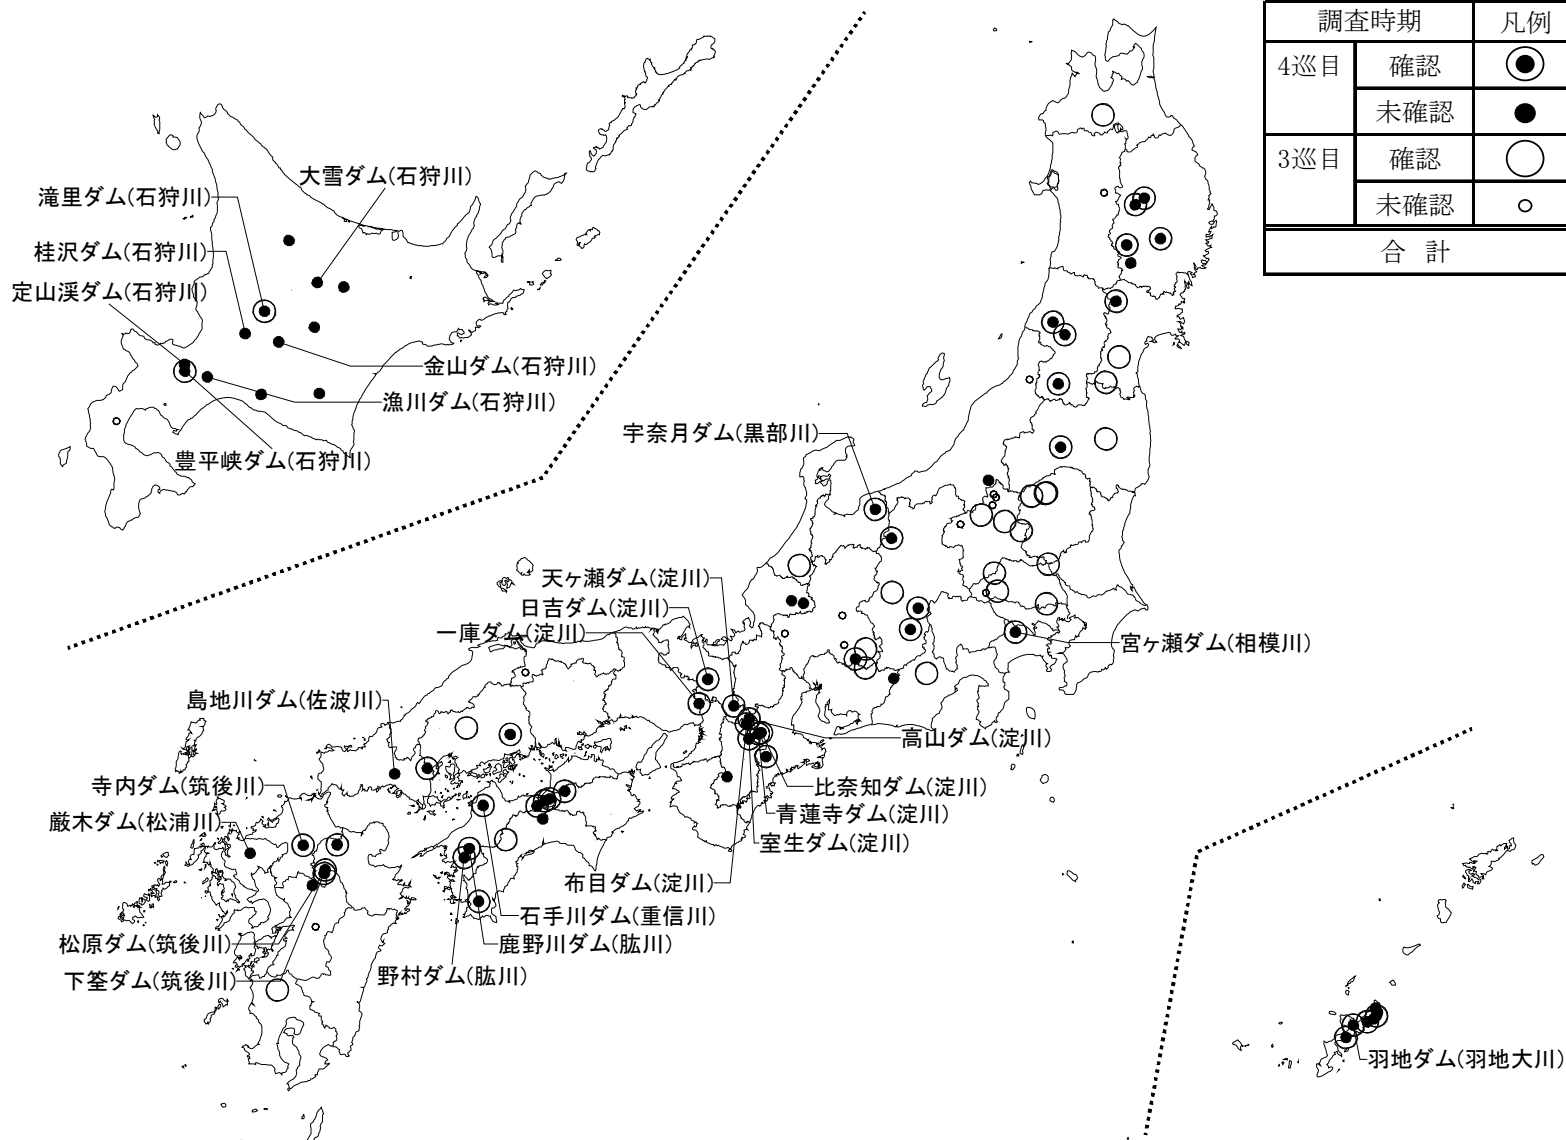 調査時期 凡例
4巡目 確認
未確認
3巡目 確認
未確認
合 計
大雪ダム(石狩川)
滝里ダム(石狩川)
桂沢ダム(石狩川)
定山渓ダム(石狩川)
金山ダム(石狩川)
漁川ダム(石狩川)
豊平峡ダム(石狩川)
宇奈月ダム(黒部川)
天ヶ瀬ダム(淀川)
日吉ダム(淀川)
一庫ダム(淀川)
宮ヶ瀬ダム(相模川)
島地川ダム(佐波川)
高山ダム(淀川)
寺内ダム(筑後川)
比奈知ダム(淀川)
青蓮寺ダム(淀川)
厳木ダム(松浦川)
室生ダム(淀川)
布目ダム(淀川)
石手川ダム(重信川)
松原ダム(筑後川)
鹿野川ダム(肱川)
野村ダム(肱川)
下筌ダム(筑後川)
羽地ダム(羽地大川)